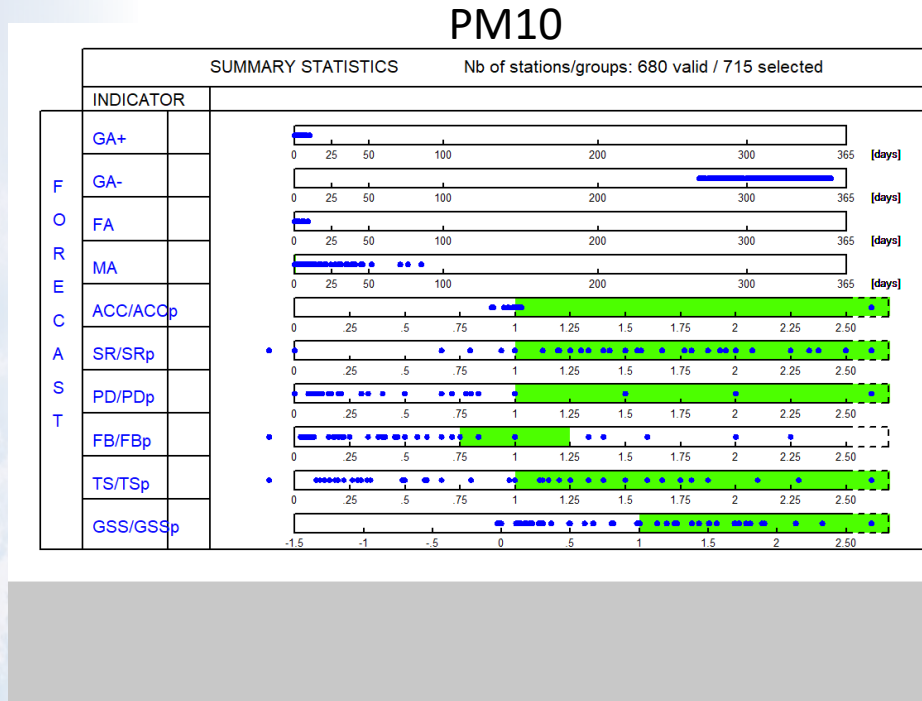 PM10
SUMMARY STATISTICS Nb of stations/groups: 680 valid / 715 selected
INDICATOR
FORECAST
GA+
0 25 50 100 200 300 365 [days]
GA-
0 25 50 100 200 300 365 [days]
FA
0 25 50 100 200 300 365 [days]
MA
0 25 50 100 200 300 365 [days]
ACC/ACCp
0 .25 .5 .75 1 1.25 1.5 1.75 2 2.25 2.50
SR/SRp
0 .25 .5 .75 1 1.25 1.5 1.75 2 2.25 2.50
PD/PDp
0 .25 .5 .75 1 1.25 1.5 1.75 2 2.25 2.50
FB/FBp
0 .25 .5 .75 1 1.25 1.5 1.75 2 2.25 2.50
TS/TSp
0 .25 .5 .75 1 1.25 1.5 1.75 2 2.25 2.50
GSS/GSSp
-1.5 -1 -.5 0 .5 1 1.5 2 2.50